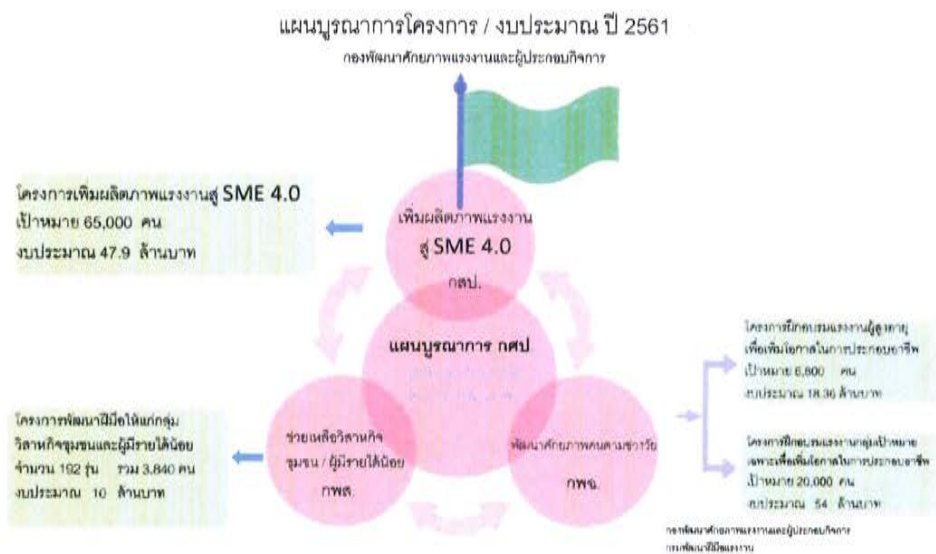 แผนบูรณาการโครงการ / งบประมาณ ปี 2561
กองพัฒนาศักยภาพแรงงานและผู้ประกอบกิจการ
โครงการเพิ่มผลิตภาพแรงงานสู่ SME 4.0
เป้าหมาย 65,000 คน
งบประมาณ 47.9 ล้านบาท
เพิ่มผลิตภาพแรงงาน
สู่ SME 4.0
กสป.
แผนบูรณาการ กศป
โครงการพัฒนาฝีมือให้แก่กลุ่ม
วิสาหกิจชุมชนและผู้มีรายได้น้อย
จำนวน 192 รุ่น รวม 3,840 คน
งบประมาณ 10 ล้านบาท
ช่วยเหลือวิสาหกิจ
ชุมชน / ผู้มีรายได้น้อย
กพส.
พัฒนาศักยภาพคนตามช่วงวัย
กพจ.
โครงการฝึกอบรมแรงงานผู้สูงอายุ
เพื่อเพิ่มโอกาสในการประกอบอาชีพ
เป้าหมาย 6,800 คน
งบประมาณ 18.36 ล้านบาท
โครงการฝึกอบรมแรงงานกลุ่มเป้าหมาย
เฉพาะเพื่อเพิ่มโอกาสในการประกอบอาชีพ
เป้าหมาย 20,000 คน
งบประมาณ 54 ล้านบาท
กองพัฒนาศักยภาพแรงงานและผู้ประกอบกิจการ
กรมพัฒนาฝีมือแรงงาน